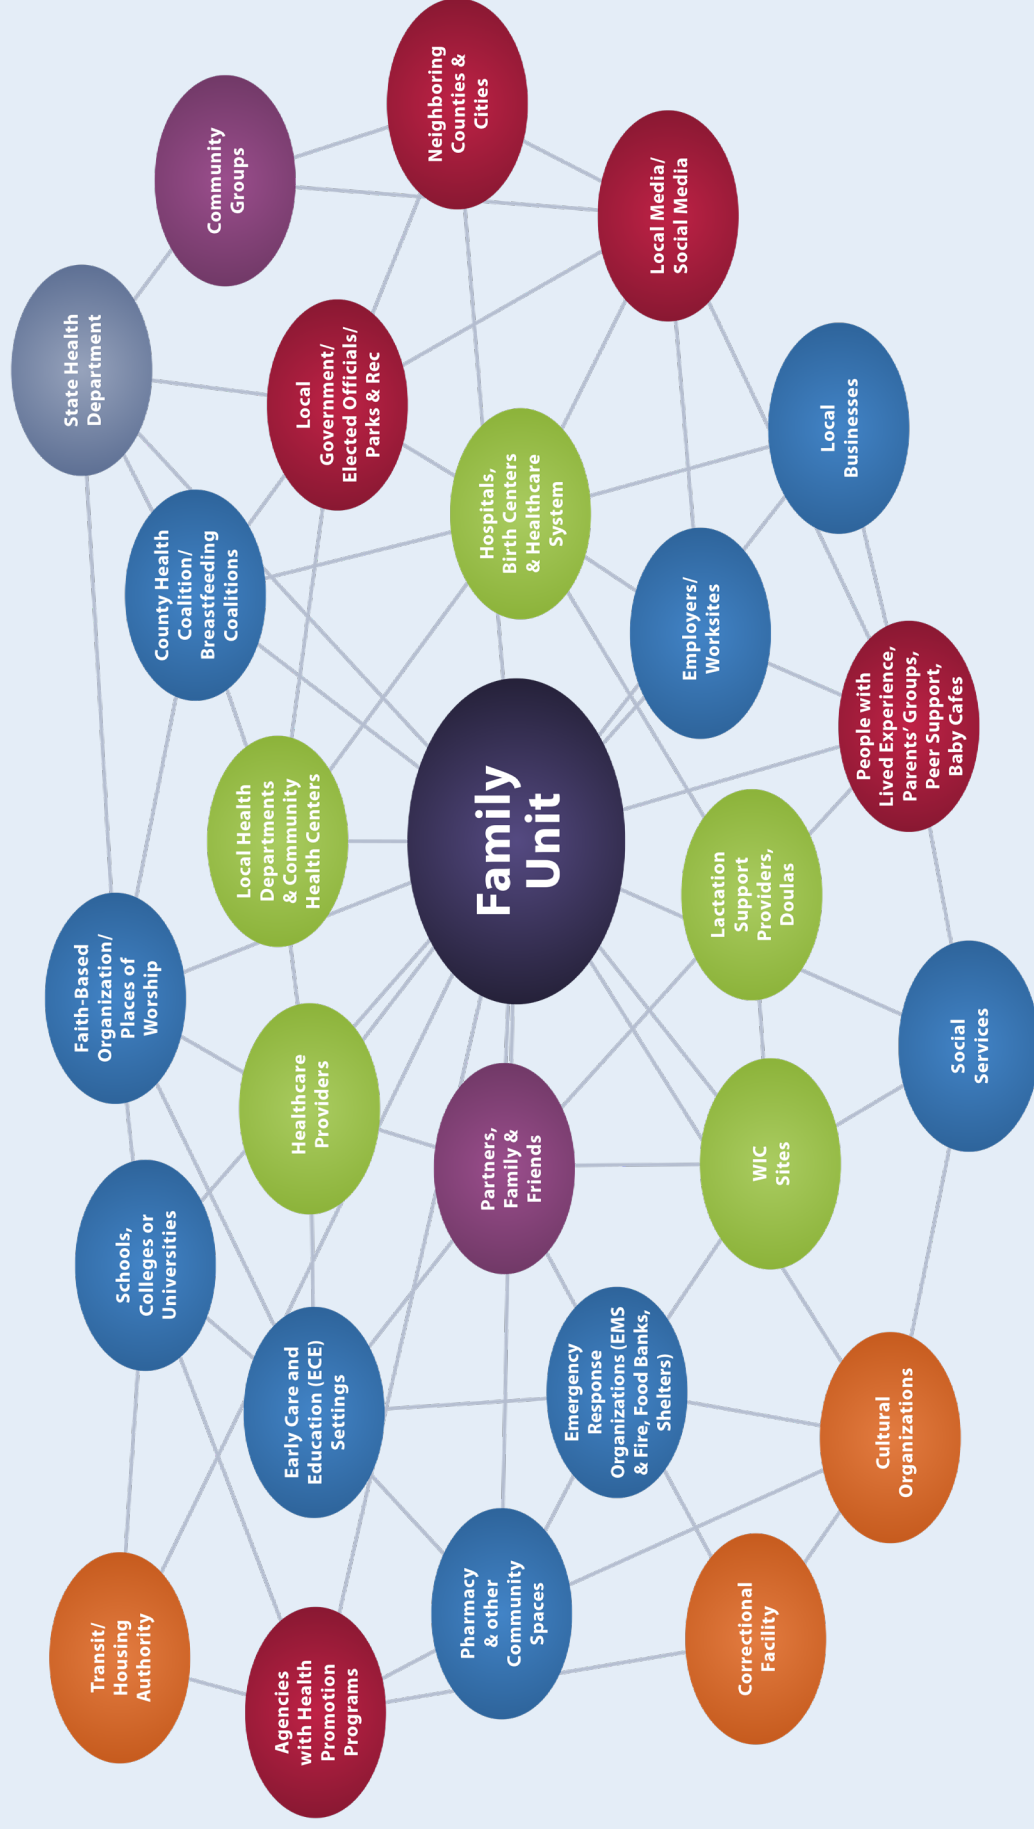 Transit/
Housing
Authority
Schools,
Colleges or
Universities
Faith-Based
Organization/
Places of
Worship
County Health
Coalition/
Breastfeeding
Coalitions
State Health
Department
Community
Groups
Agencies
with Health
Promotion
Programs
Early Care and
Education (ECE)
Settings
Healthcare
Providers
Local Health
Departments
& Community
Health Centers
Local
Government/
Elected Officials/
Parks & Rec
Neighboring
Counties &
Cities
Pharmacy
& other
Community
Spaces
Partners,
Family &
Friends
Family
Unit
Hospitals,
Birth Centers
& Healthcare
System
Emergency
Response
Organizations (EMS
& Fire, Food Banks,
Shelters)
Employers/
Worksites
Local Media/
Social Media
Correctional
Facility
WIC
Sites
Lactation
Support
Providers,
Doulas
Local
Businesses
Cultural
Organizations
Social
Services
People with
Lived Experience,
Parents’ Groups,
Peer Support,
Baby Cafes